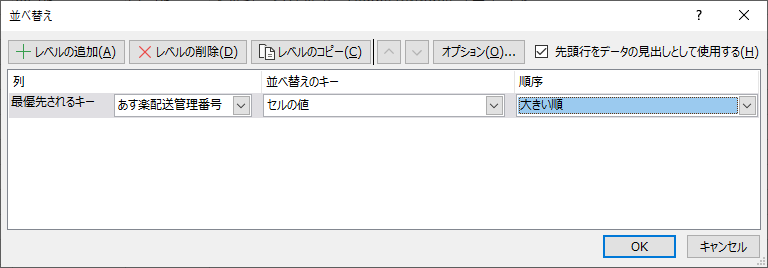 並べ替え
レベルの追加(A) レベルの削除(D) レベルのコピー(C) オプション(O)... 先頭行をデータの見出しとして使用する(H)
列 並べ替えのキー 順序
最優先されるキー あす楽配送管理番号 セルの値 大きい順
OK キャンセル